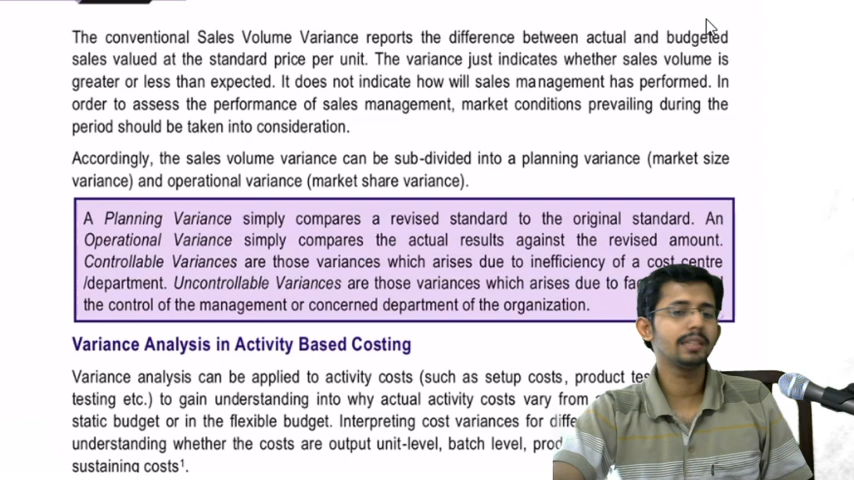 The conventional Sales Volume Variance reports the difference between actual and budgeted
sales valued at the standard price per unit. The variance just indicates whether sales volume is
greater or less than expected. It does not indicate how will sales management has performed. In
order to assess the performance of sales management, market conditions prevailing during the
period should be taken into consideration.
Accordingly, the sales volume variance can be sub-divided into a planning variance (market size
variance) and operational variance (market share variance).
A Planning Variance simply compares a revised standard to the original standard. An
Operational Variance simply compares the actual results against the revised amount.
Controllable Variances are those variances which arises due to inefficiency of a cost centre
/department. Uncontrollable Variances are those variances which arises due to
the control of the management or concerned department of the organization.
Variance Analysis in Activity Based Costing
Variance analysis can be applied to activity costs (such as setup costs, product
testing etc.) to gain understanding into why actual activity costs vary from
static budget or in the flexible budget. Interpreting cost variances for
understanding whether the costs are output unit-level, batch level,
sustaining costs¹.